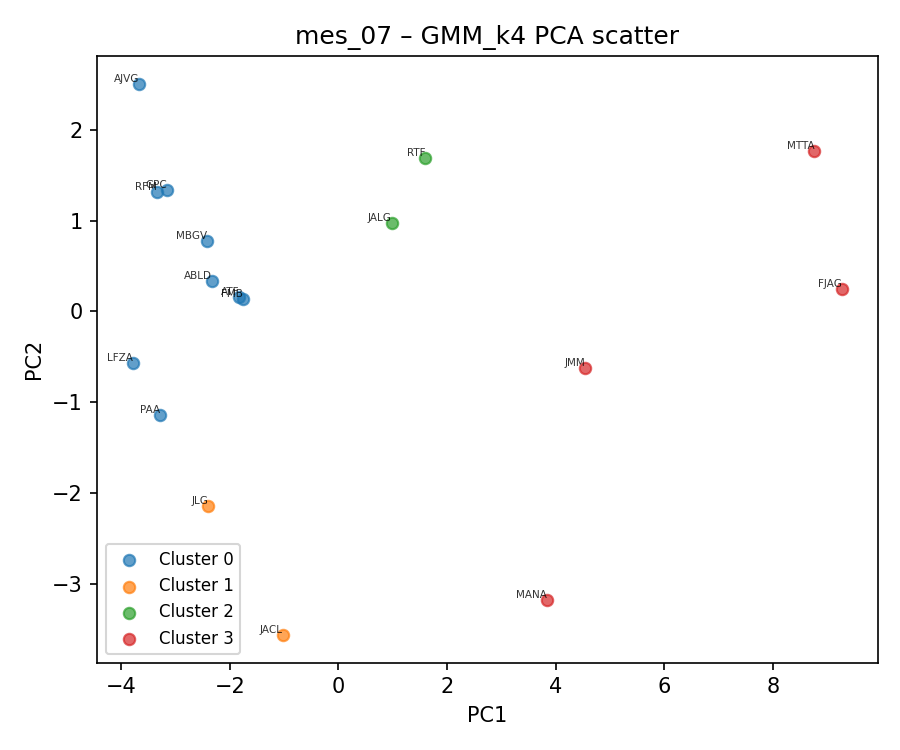 mes_07 – GMM_k4 PCA scatter
AJVG
RTF
MTTA
GPC
JALG
MBGV
ABLD
FJAG
FMB
LFZA
JMM
PAA
JLG
MANA
JACL
2
1
0
−1
−2
−3
PC2
Cluster 0
Cluster 1
Cluster 2
Cluster 3
−4
−2
0
2
4
6
8
PC1